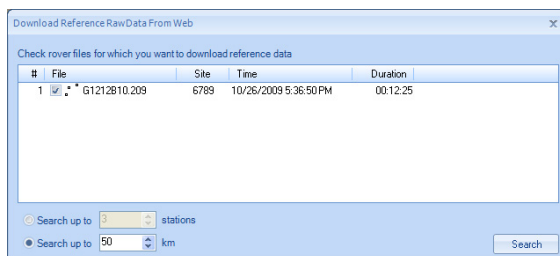 Download Reference Raw Data From Web x
Check rover files for which you want to download reference data
# File Site Time Duration
1 G1212B10.209 6789 10/26/2009 5:36:50 PM 00:12:25
Search up to 3 stations
Search up to 50 km
Search